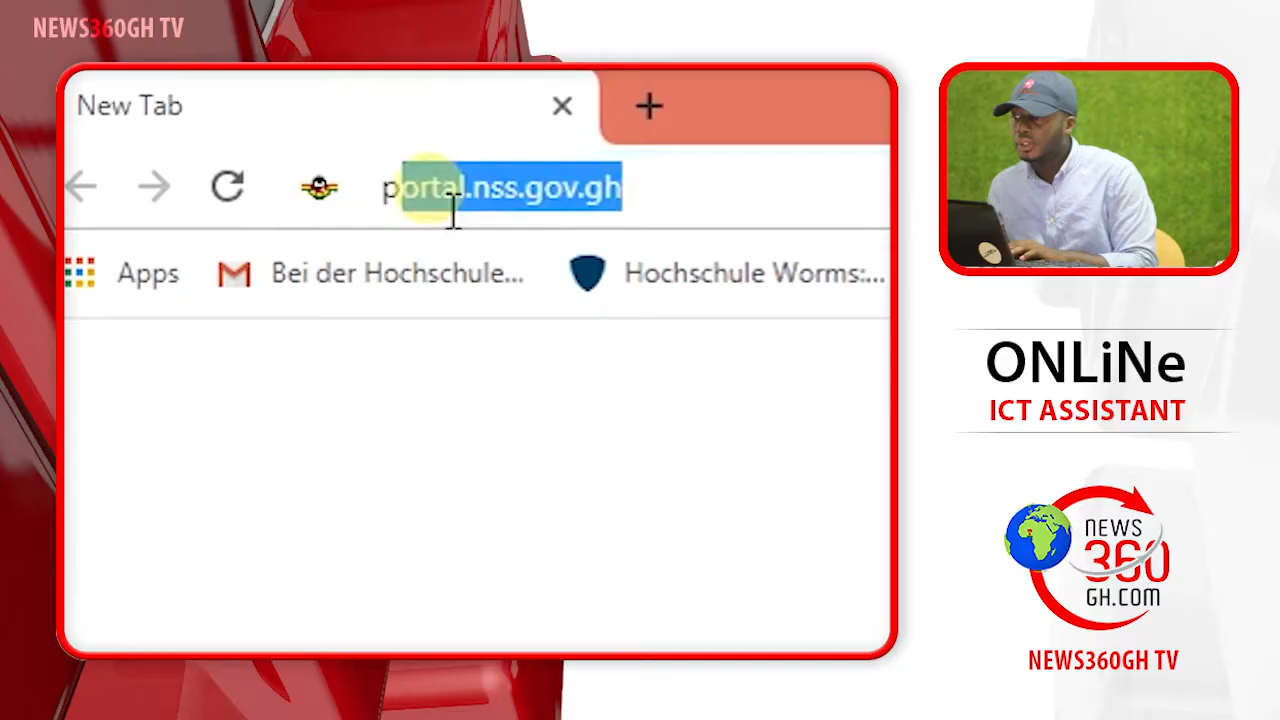 NEWS360GH TV
New Tab
portal.nss.gov.gh
Apps
Bei der Hochschule...
Hochschule Worms:...
ONLiNe
ICT ASSISTANT
NEWS
360
GH.COM
NEWS360GH TV